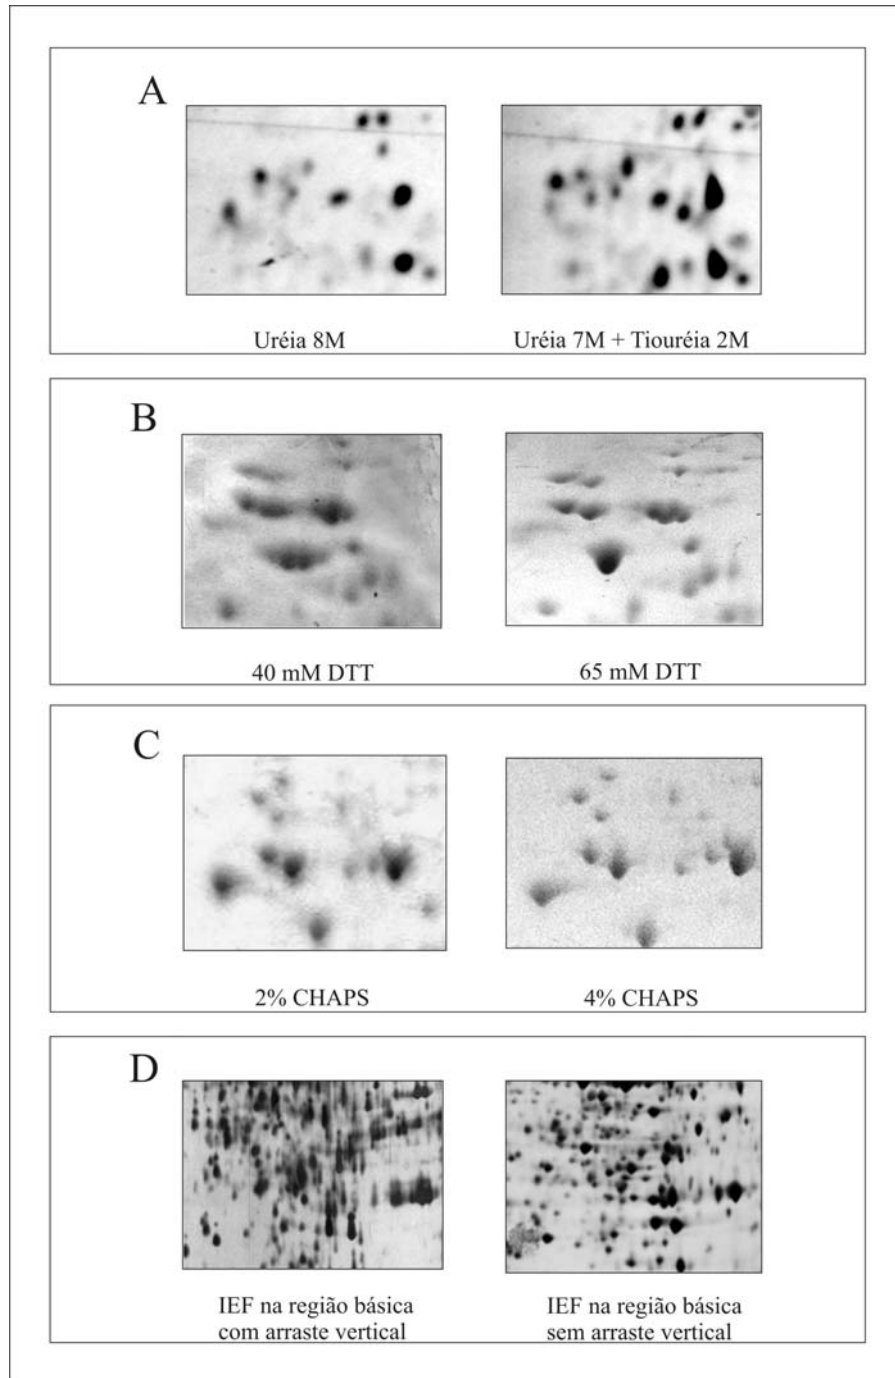 A
Uréia 8M
Uréia 7M + Tiouréia 2M
B
40 mM DTT
65 mM DTT
C
2% CHAPS
4% CHAPS
D
IEF na região básica
com arraste vertical
IEF na região básica
sem arraste vertical